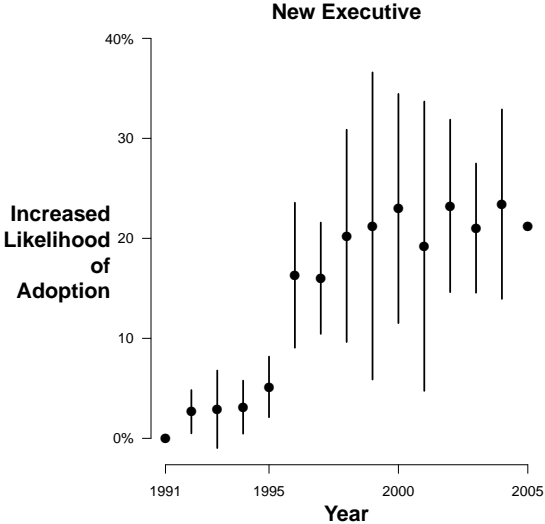 New Executive
40%
30
20
10
0%
Increased
Likelihood
of
Adoption
1991
1995
2000
2005
Year